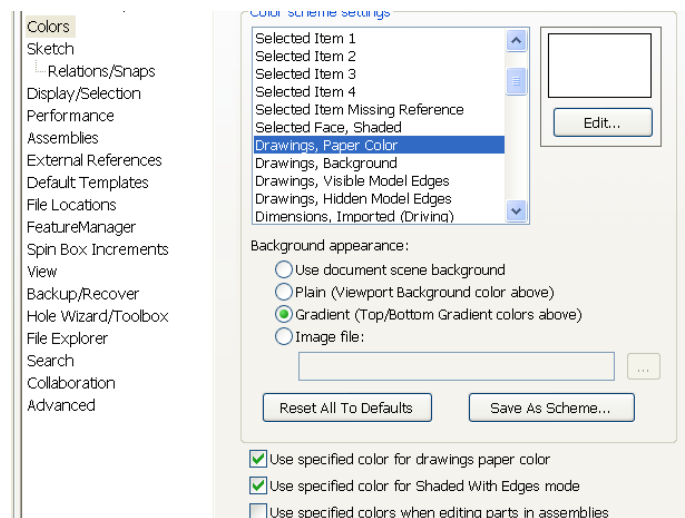 Colors
Sketch
Relations/Snaps
Display/Selection
Performance
Assemblies
External References
Default Templates
File Locations
FeatureManager
Spin Box Increments
View
Backup/Recover
Hole Wizard/Toolbox
File Explorer
Search
Collaboration
Advanced
Color scheme settings
Selected Item 1
Selected Item 2
Selected Item 3
Selected Item 4
Selected Item Missing Reference
Selected Face, Shaded
Drawings, Paper Color
Drawings, Background
Drawings, Visible Model Edges
Drawings, Hidden Model Edges
Dimensions, Imported (Driving)
Edit...
Background appearance:
Use document scene background
Plain (Viewport Background color above)
Gradient (Top/Bottom Gradient colors above)
Image file:
...
Reset All To Defaults
Save As Scheme...
Use specified color for drawings paper color
Use specified color for Shaded With Edges mode
Use specified colors when editing parts in assemblies